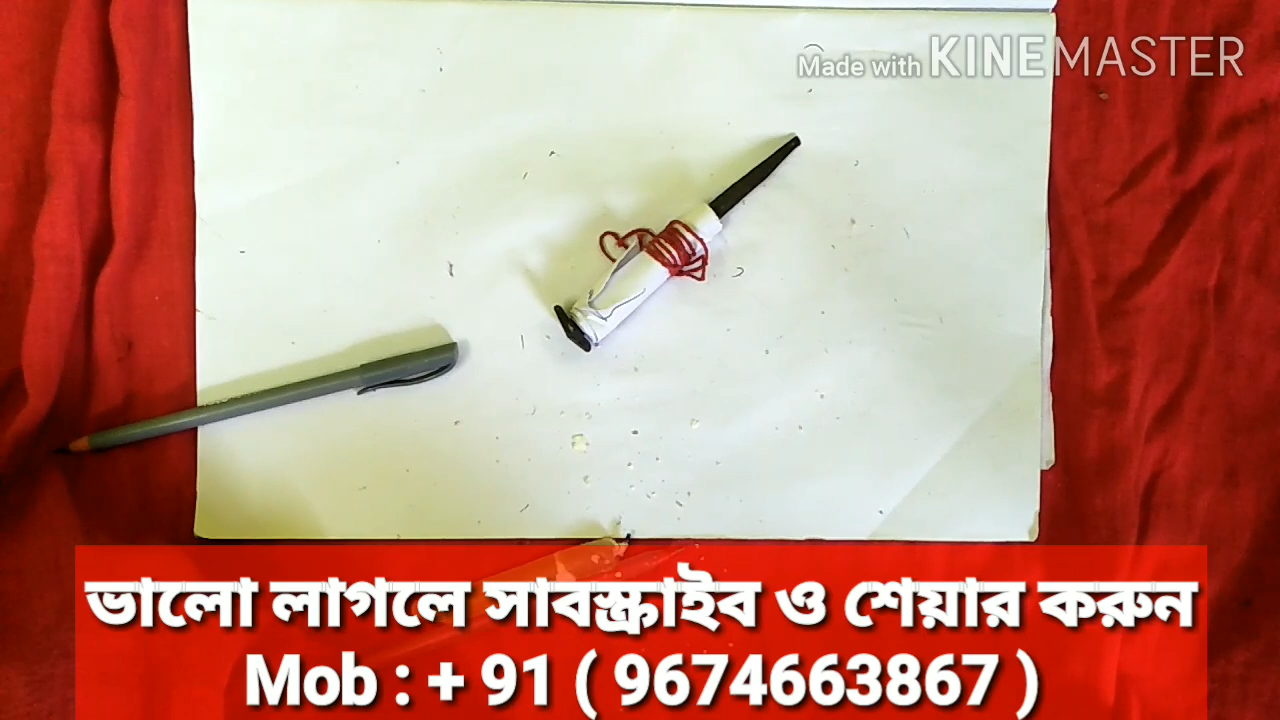 Made with KINEMASTER
ভালো লাগলে সাবস্ক্রাইব ও শেয়ার করুন
Mob : + 91 ( 9674663867 )